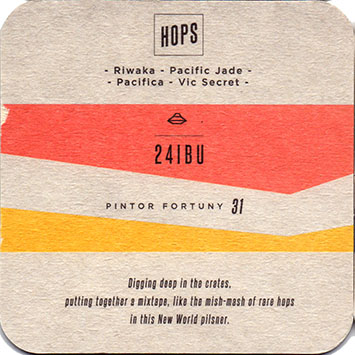 HOPS
- Riwaka - Pacific Jade -
- Pacifica - Vic Secret -
24IBU
PINTOR FORTUNY 31
Digging deep in the crates,
putting together a mixtape, like the mish-mash of rare hops
in this New World pilsner.